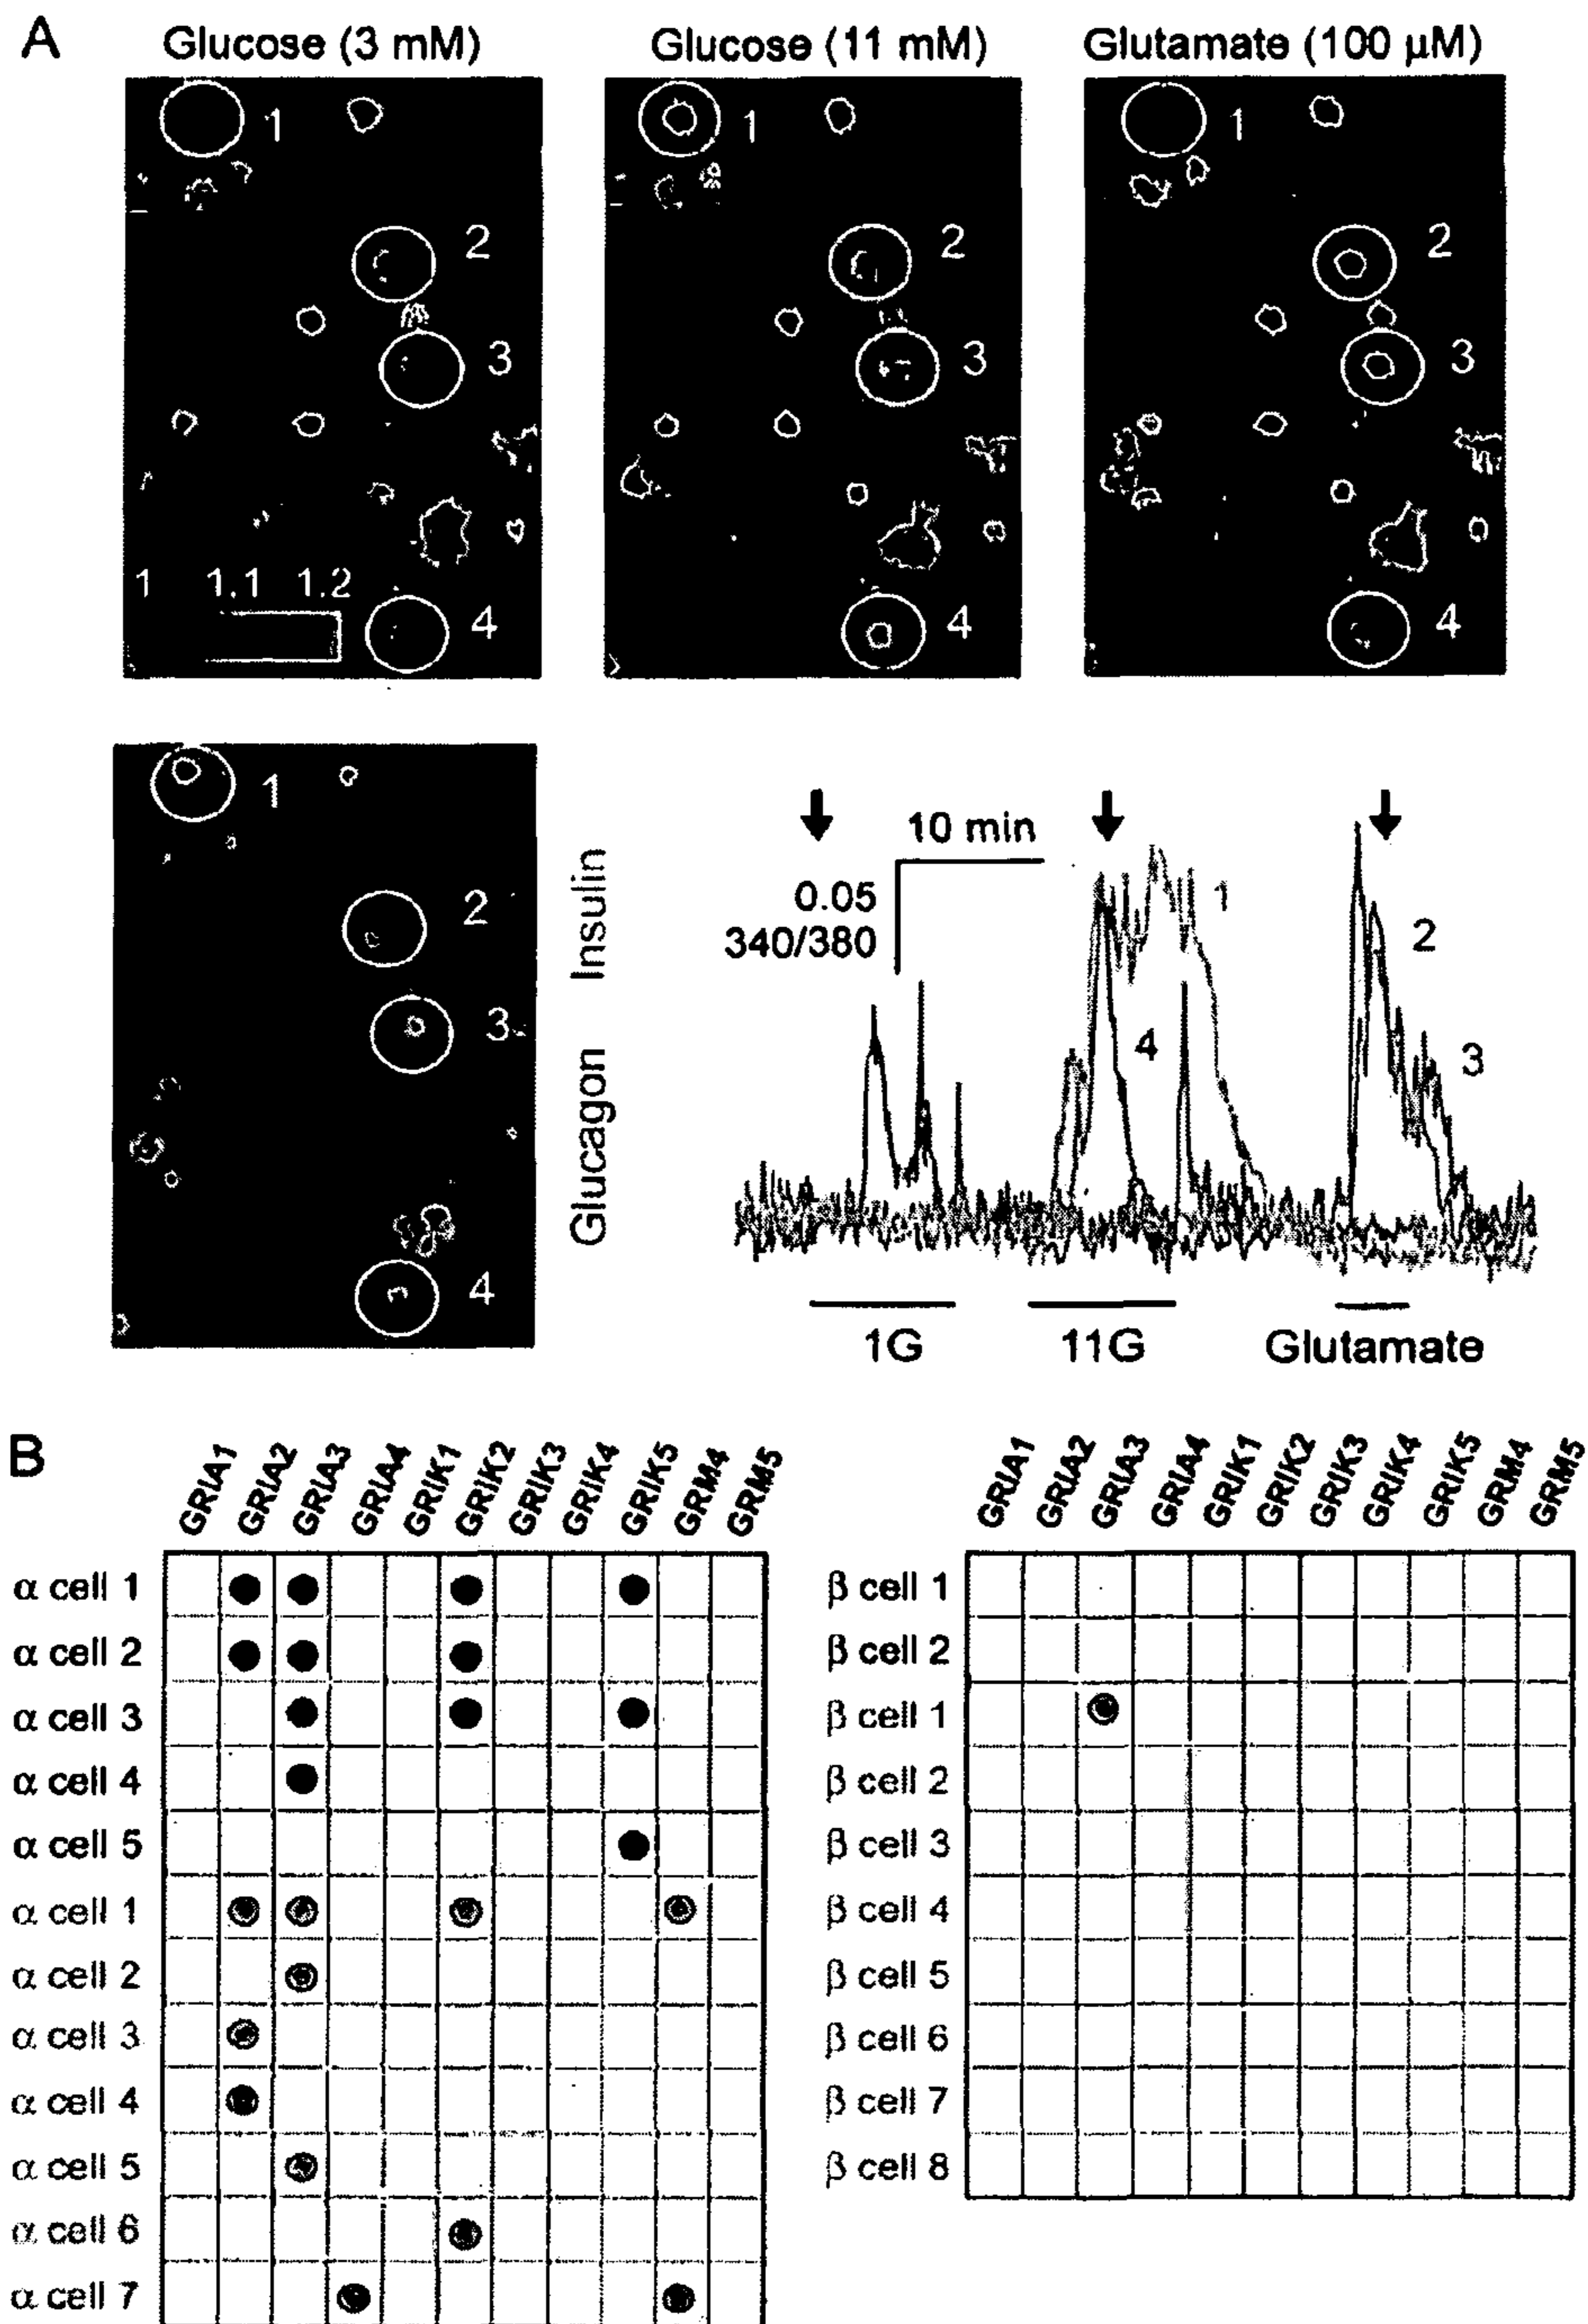 A
Glucose (3 mM) Glucose (11 mM) Glutamate (100 µM)
1 1 1
2 2 2
3 3 3
1 1.1 1.2
4 4 4
1
2
3
4
Insulin
Glucagon
10 min
0.05
340/380
1
2
4
3
1G 11G Glutamate
B
GRIA1 GRIA2 GRIA3 GRIA4 GRIK1 GRIK2 GRIK3 GRIK4 GRIK5 GRM4 GRM5
α cell 1
α cell 2
α cell 3
α cell 4
α cell 5
α cell 1
α cell 2
α cell 3
α cell 4
α cell 5
α cell 6
α cell 7
GRIA1 GRIA2 GRIA3 GRIA4 GRIK1 GRIK2 GRIK3 GRIK4 GRIK5 GRM4 GRM5
β cell 1
β cell 2
β cell 1
β cell 2
β cell 3
β cell 4
β cell 5
β cell 6
β cell 7
β cell 8